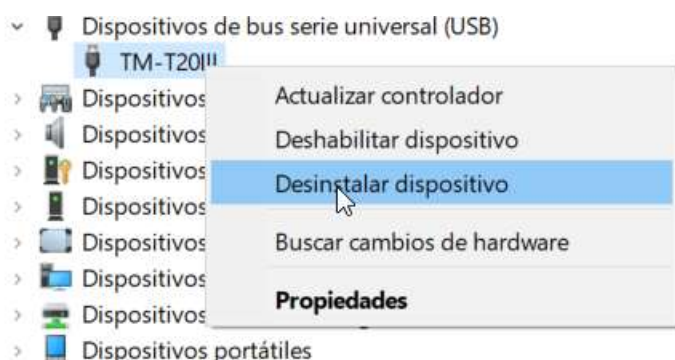 Dispositivos de bus serie universal (USB)
TM-T20III
Dispositivos
Actualizar controlador
Dispositivos
Deshabilitar dispositivo
Dispositivos
Desinstalar dispositivo
Dispositivos
Dispositivos
Buscar cambios de hardware
Dispositivos
Propiedades
Dispositivos
Dispositivos portátiles